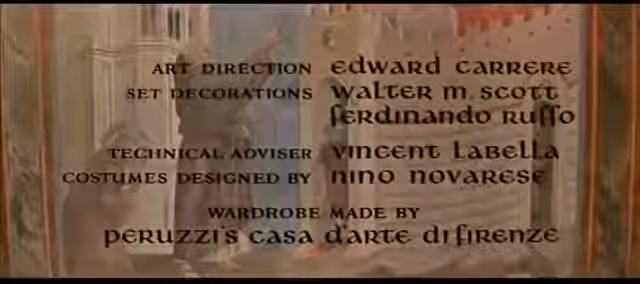 ART DIRECTION EDWARD CARRERE
SET DECORATIONS WALTER M. SCOTT
FERDINANDO RUFFO
TECHNICAL ADVISER VINCENT LABELLA
COSTUMES DESIGNED BY NINO NOVARESE
WARDROBE MADE BY
PERUZZI'S CASA D'ARTE DI FIRENZE